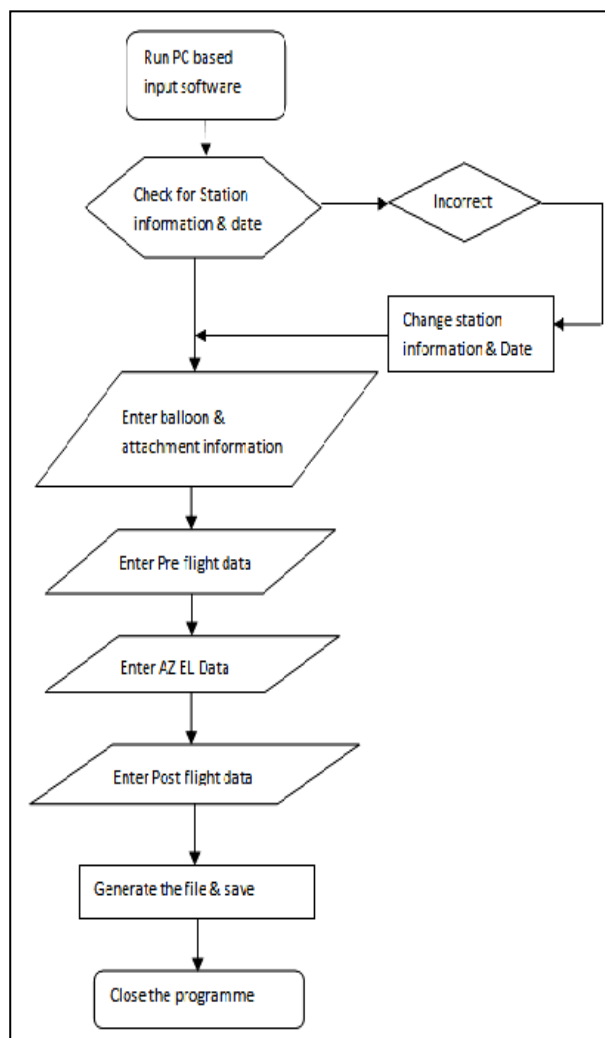 Run PC based
input software
Check for Station
information & date
Incorrect
Change station
information & Date
Enter balloon &
attachment information
Enter Pre flight data
Enter AZ EL Data
Enter Post flight data
Generate the file & save
Close the programme